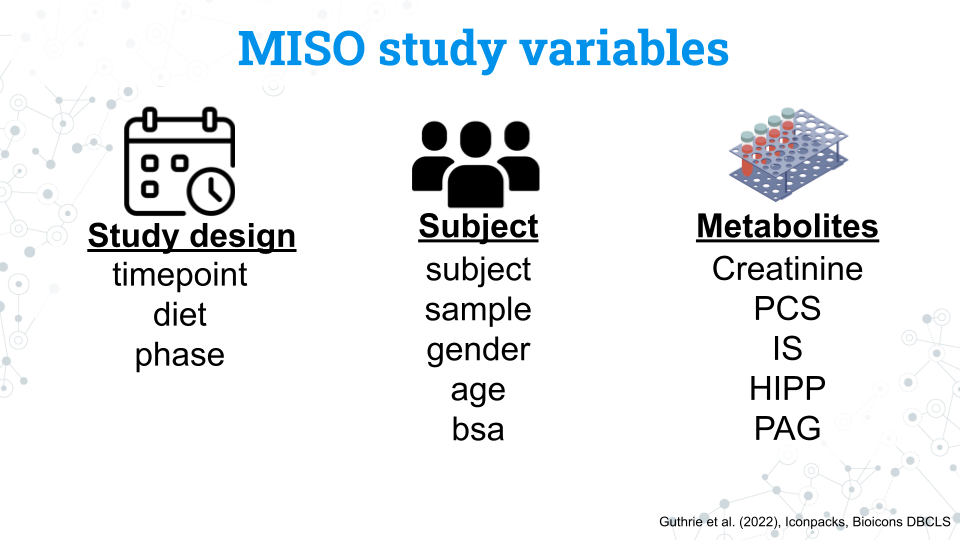 MISO study variables
Study design
timepoint
diet
phase
Subject
subject
sample
gender
age
bsa
Metabolites
Creatinine
PCS
IS
HIPP
PAG
Guthrie et al. (2022), Iconpacks, Bioicons DBCLS